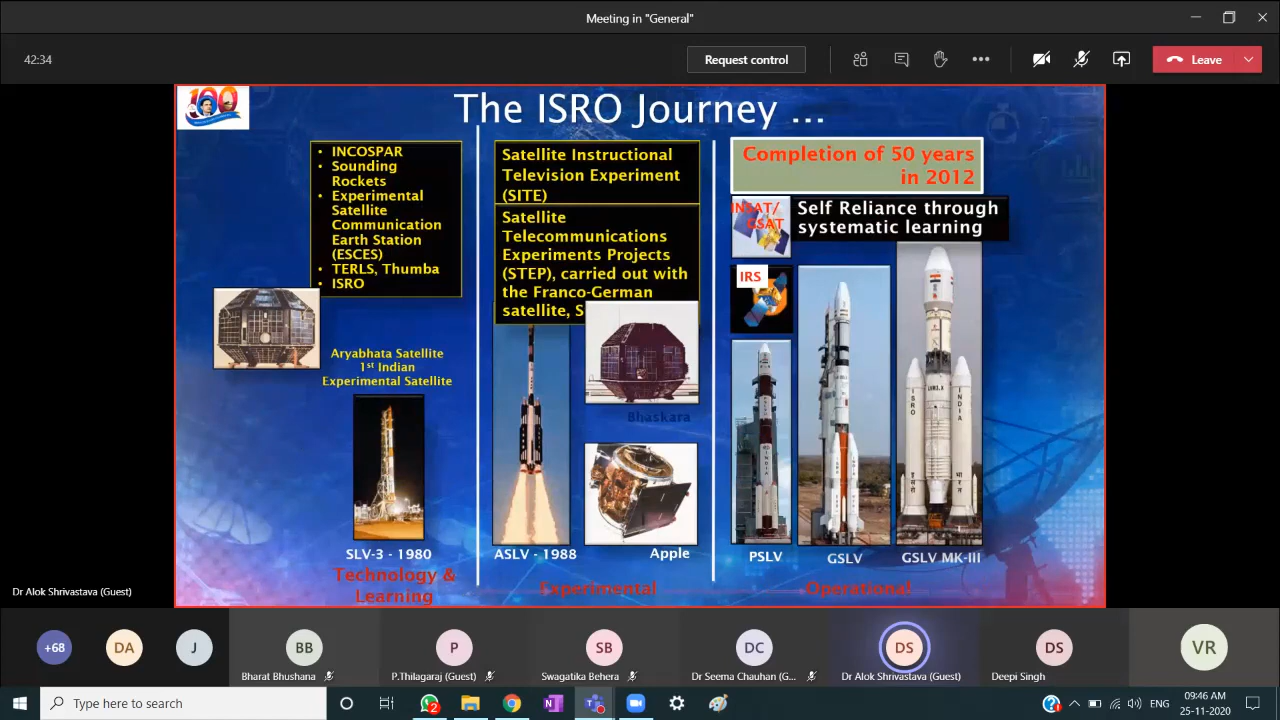 Meeting in "General"
42:34
Request control
Leave
The ISRO Journey ...
• INCOSPAR
• Sounding
Rockets
• Experimental
Satellite
Communication
Earth Station
(ESCES)
• TERLS, Thumba
• ISRO
Aryabhata Satellite
1st Indian
Experimental Satellite
SLV-3 - 1980
Technology &
Learning
Satellite Instructional
Television Experiment
(SITE)
Satellite
Telecommunications
Experiments Projects
(STEP), carried out with
the Franco-German
satellite, S
Bhaskara
ASLV - 1988
Apple
Experimental
Completion of 50 years
in 2012
INSAT/
GSAT
Self Reliance through
systematic learning
IRS
ISRO
INDIA
PSLV
GSLV
GSLV MK-III
Operational
Dr Alok Shrivastava (Guest)
+68
DA
J
BB
P
SB
DC
DS
DS
VR
Bharat Bhushana
P.Thilagaraj (Guest)
Swagatika Behera
Dr Seema Chauhan (G...
Dr Alok Shrivastava (Guest)
Deepi Singh
Type here to search
2
ENG
09:46 AM
25-11-2020